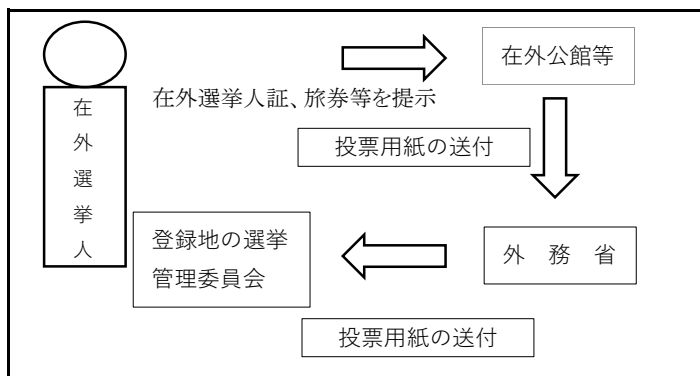 在外公館等
在外選挙人証、旅券等を提示
在外選挙人
投票用紙の送付
登録地の選挙
管理委員会
外　務　省
投票用紙の送付